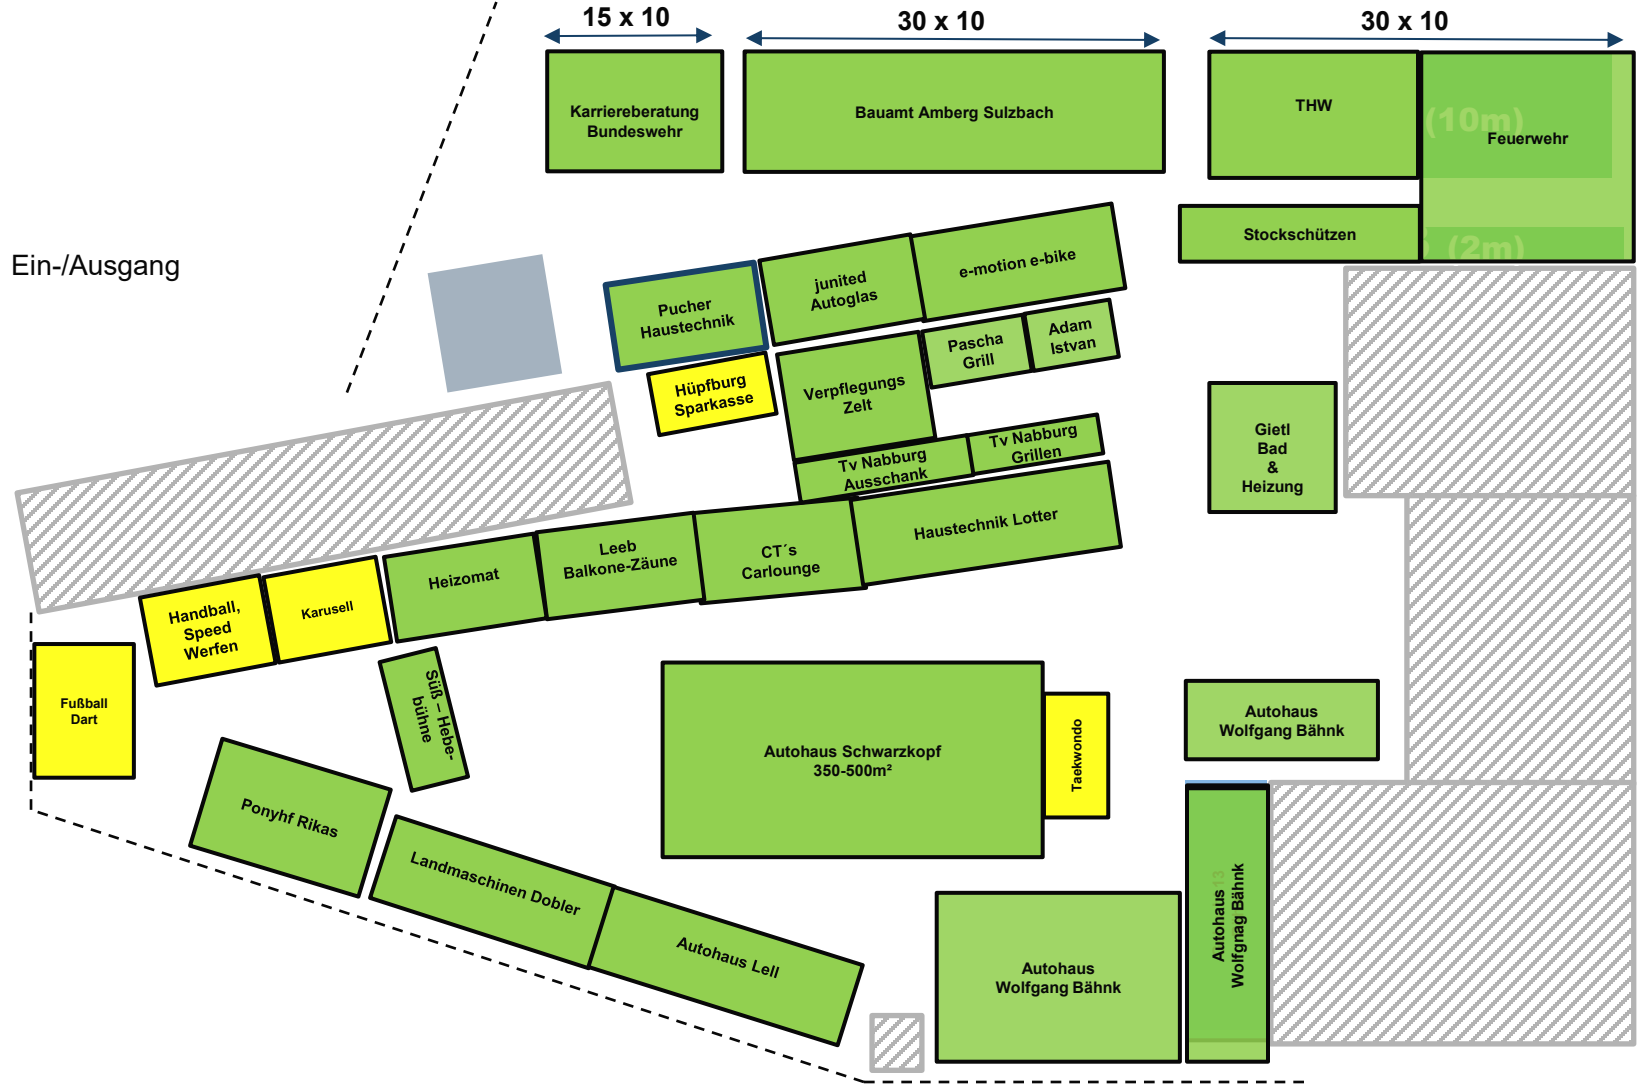 15 x 10
30 x 10
30 x 10
Karriereberatung
Bundeswehr
Bauamt Amberg Sulzbach
THW
(10m)
Feuerwehr
Stockschützen
(2m)
Ein-/Ausgang
Pucher
Haustechnik
junited
Autoglas
e-motion e-bike
Hüpfburg
Sparkasse
Verpflegungs
Zelt
Pascha
Grill
Adam
Istvan
Tv Nabburg
Ausschank
Tv Nabburg
Grillen
Gietl
Bad
&
Heizung
Handball,
Speed
Werfen
Karusell
Heizomat
Leeb
Balkone-Zäune
CT´s
Carlounge
Haustechnik Lotter
Fußball
Dart
Süß – Hebe-
bühne
Autohaus Schwarzkopf
350-500m²
Taekwondo
Autohaus
Wolfgang Bähnk
Ponyhf Rikas
Landmaschinen Dobler
Autohaus Lell
Autohaus
Wolfgang Bähnk
Autohaus 13
Wolfgnag Bähnk